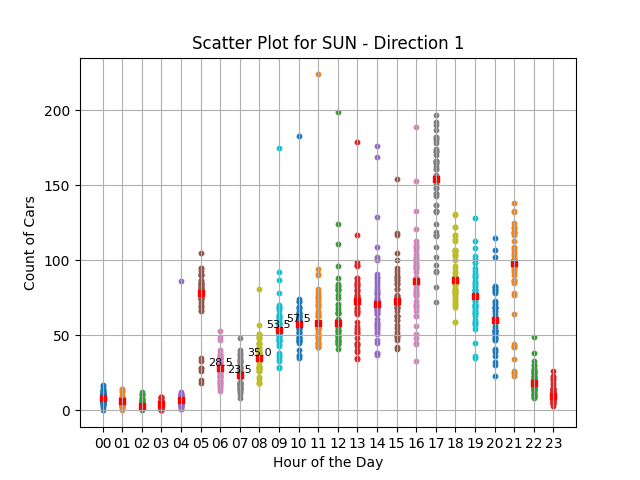 Scatter Plot for SUN - Direction 1
Count of Cars
200
150
100
50
0
57.5
53.5
35.0
28.5
23.5
00 01 02 03 04 05 06 07 08 09 10 11 12 13 14 15 16 17 18 19 20 21 22 23
Hour of the Day